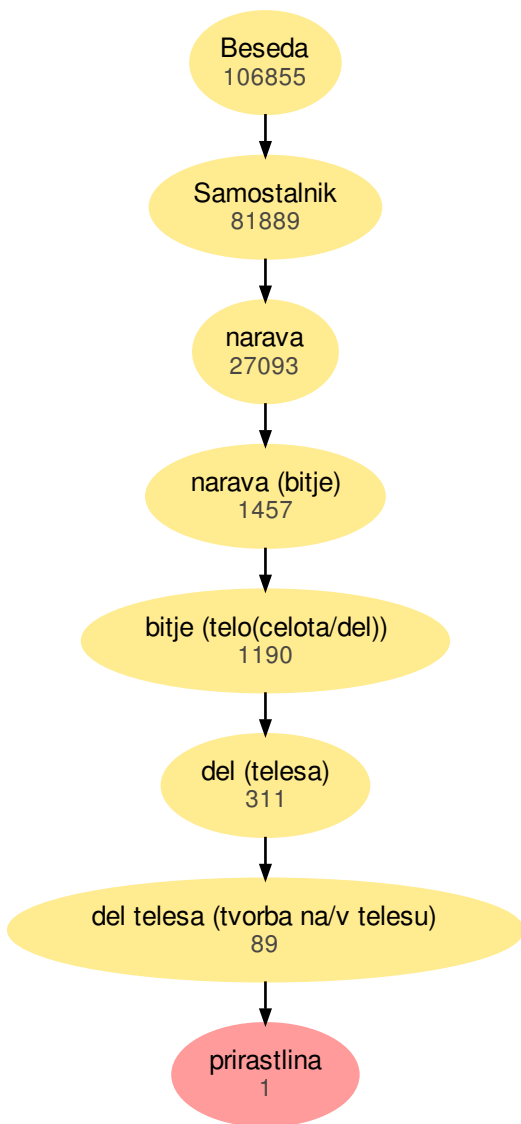 Beseda
106855
Samostalnik
81889
narava
27093
narava (bitje)
1457
bitje (telo(celota/del))
1190
del (telesa)
311
del telesa (tvorba na/v telesu)
89
prirastlina
1